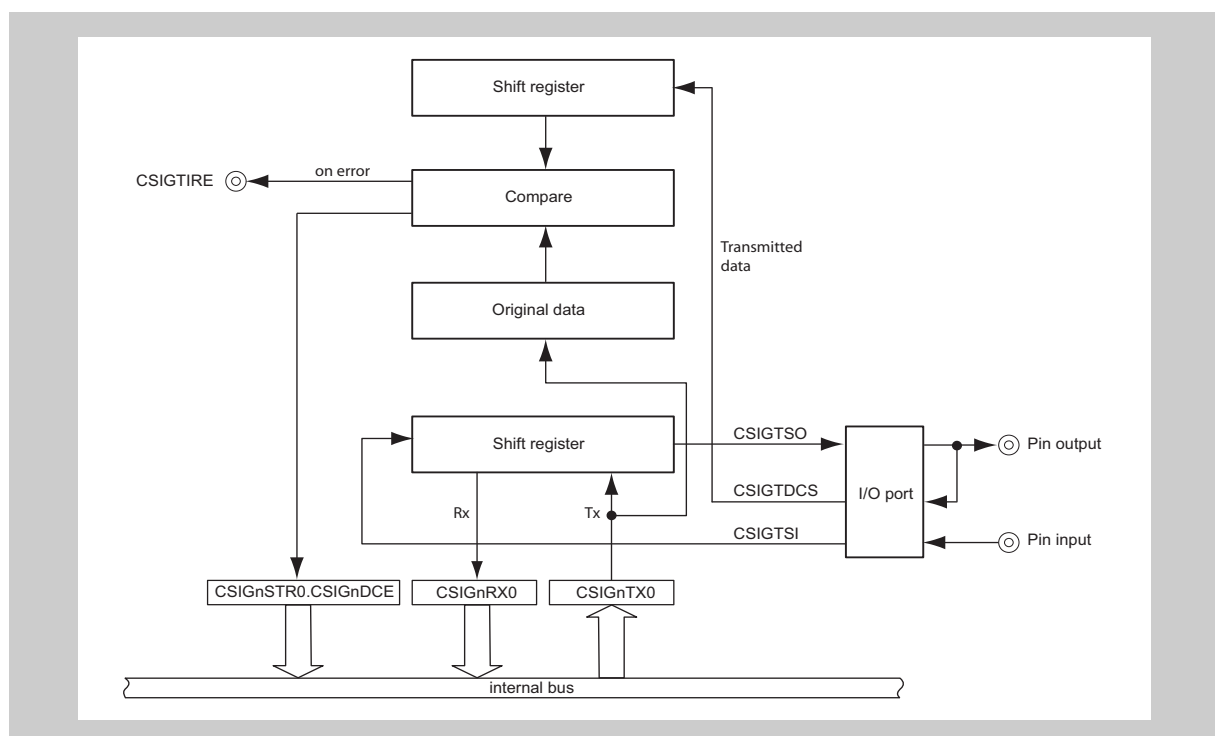 Shift register
CSIGTIRE
on error
Compare
Transmitted
data
Original data
Shift register
CSIGTSO
Pin output
CSIGTDCS
I/O port
Rx
Tx
CSIGTSI
Pin input
CSIGnSTR0.CSIGnDCE
CSIGnRX0
CSIGnTX0
internal bus